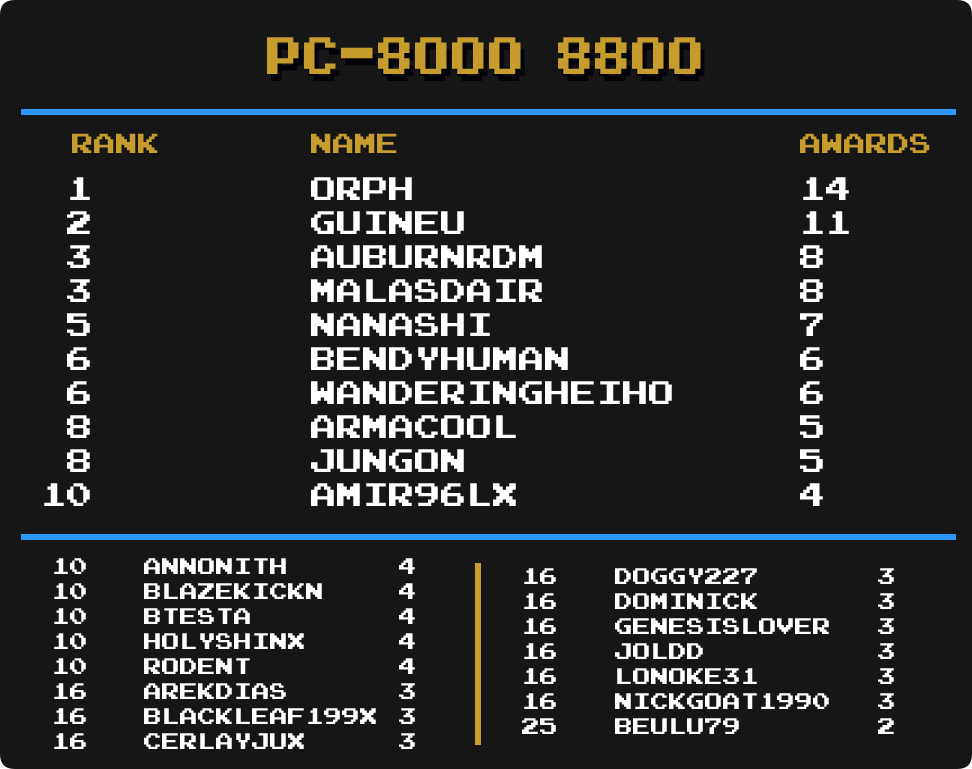 PC-8000 8800
RANK NAME AWARDS
1 ORPH 14
2 GUINEU 11
3 AUBURNRDM 8
3 MALASDAIR 8
5 NANASHI 7
6 BENDYHUMAN 6
6 WANDERINGHEIHO 6
8 ARMACOOL 5
8 JUNGON 5
10 AMIR96LX 4
10 ANNONITH 4
10 BLAZEKICKN 4
10 BTESTA 4
10 HOLYSHINX 4
10 RODENT 4
16 AREKDIAS 3
16 BLACKLEAF199X 3
16 CERLAYJUX 3
16 DOGGY227 3
16 DOMINICK 3
16 GENESISLOVER 3
16 JOLDD 3
16 LONOKE31 3
16 NICKGOAT1990 3
25 BEULU79 2